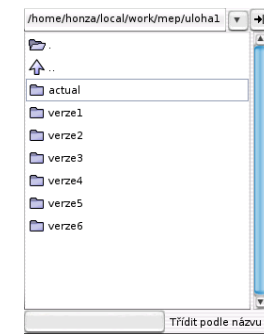 /home/honza/local/work/mep/uloha1
.
..
actual
verze1
verze2
verze3
verze4
verze5
verze6
Třídit podle názvu